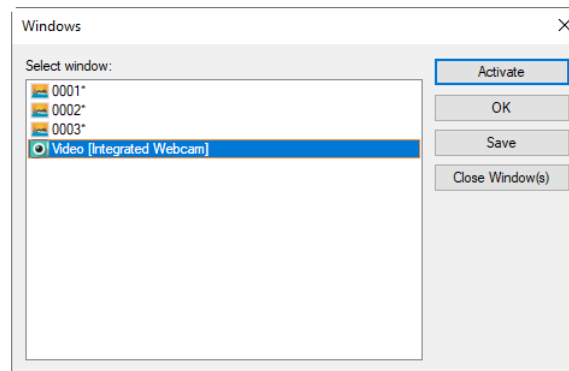 Windows
Select window:
0001*
0002*
0003*
Video [Integrated Webcam]
Activate
OK
Save
Close Window(s)